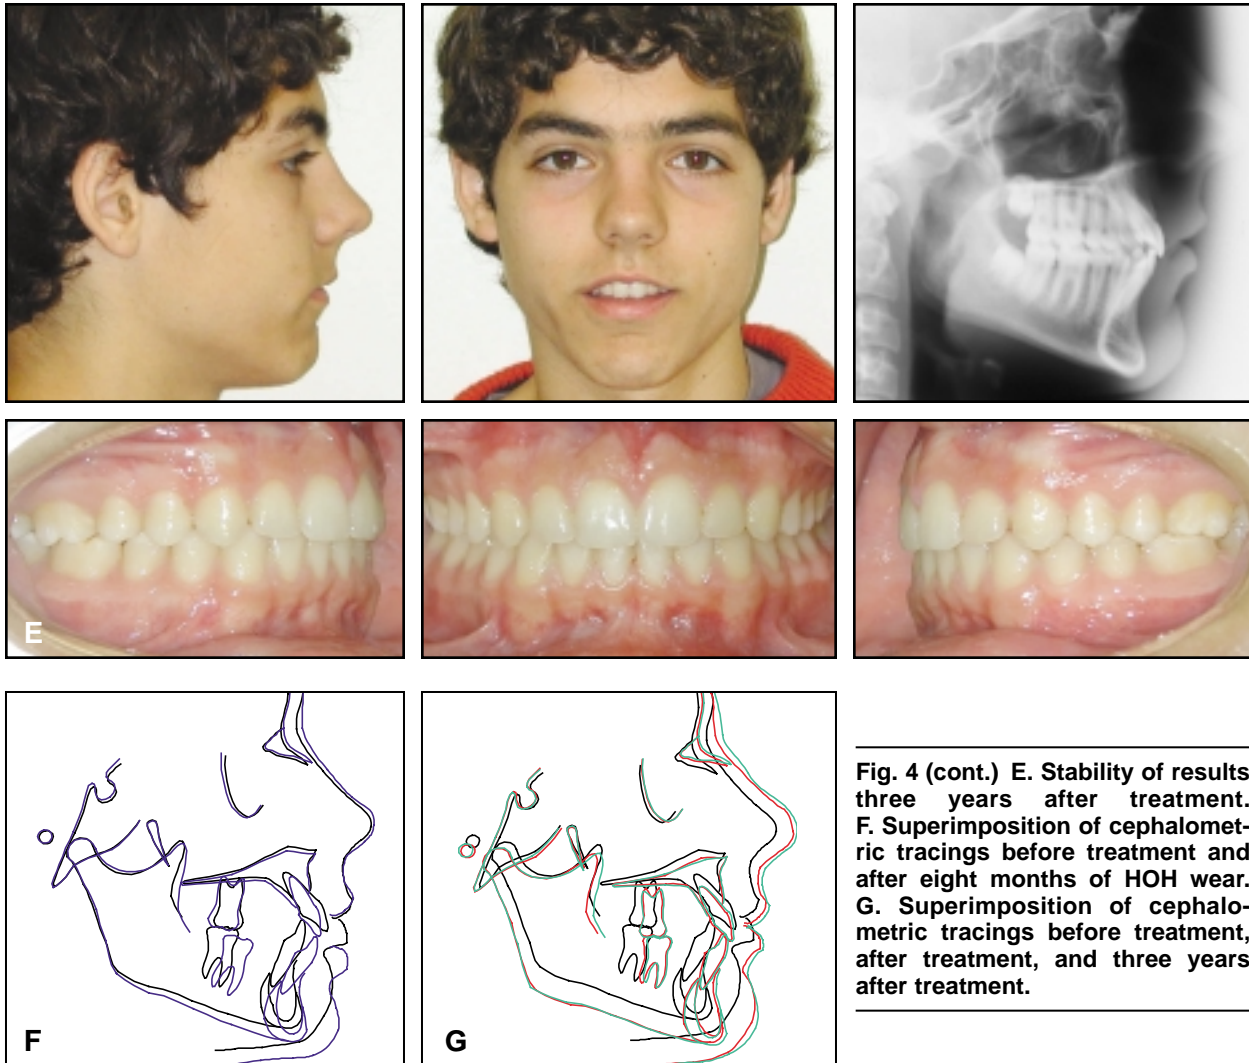 E
F
G
Fig. 4 (cont.) E. Stability of results
three years after treatment.
F. Superimposition of cephalomet-
ric tracings before treatment and
after eight months of HOH wear.
G. Superimposition of cephalo-
metric tracings before treatment,
after treatment, and three years
after treatment.